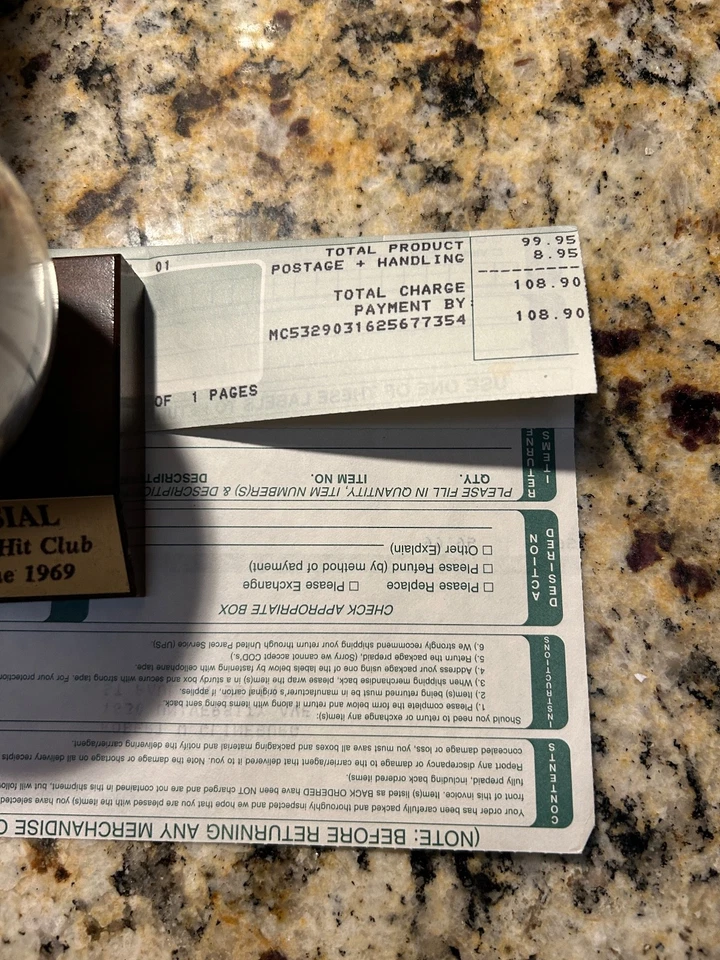 01
TOTAL PRODUCT 99.95
POSTAGE + HANDLING 8.95
TOTAL CHARGE 108.90
PAYMENT BY:
MC5329031625677354 108.90
OF 1 PAGES
SIAL
Hit Club
ne 1969
(NOTE: BEFORE RETURNING ANY MERCHANDISE
CONTENTS
Your order has been carefully packed and thoroughly inspected and we hope that you are pleased with the item(s) you have selected
front of this invoice. Item(s) listed as BACK ORDERED have been NOT charged and are not contained in this shipment, but will follo
fully prepaid, including back ordered items).
Report any discrepancy of damage to the carrier/agent that delivered it to you. Note the damage or shortage on all delivery receipts
concealed damage or loss, you must save all boxes and packaging material and notify the delivering carrier/agent.
INSTRUCTIONS
Should you need to return or exchange any item(s):
1.) Please complete the form below and return it along with items being sent back.
2.) Item(s) being returned must be in manufacturer's original carton, if applies.
3.) When shipping merchandise back, please wrap the item(s) in a sturdy box and secure with strong tape. For your protection
4.) Address your package using one of the labels below by fastening with cellophane tape.
5.) Return the package prepaid, (Sorry we cannot accept COD's.)
6.) We strongly recommend shipping your return through United Parcel Service (UPS).
DESIRED ACTION
CHECK APPROPRIATE BOX
Please Replace Please Exchange
Please Refund (by method of payment)
Other (Explain)
ITEMS RETURNE
PLEASE FILL IN QUANTITY, ITEM NUMBER(S) & DESCRIPTIO
QTY. ITEM NO. DESCRIPT
USE ONE OF THESE LABELS TO